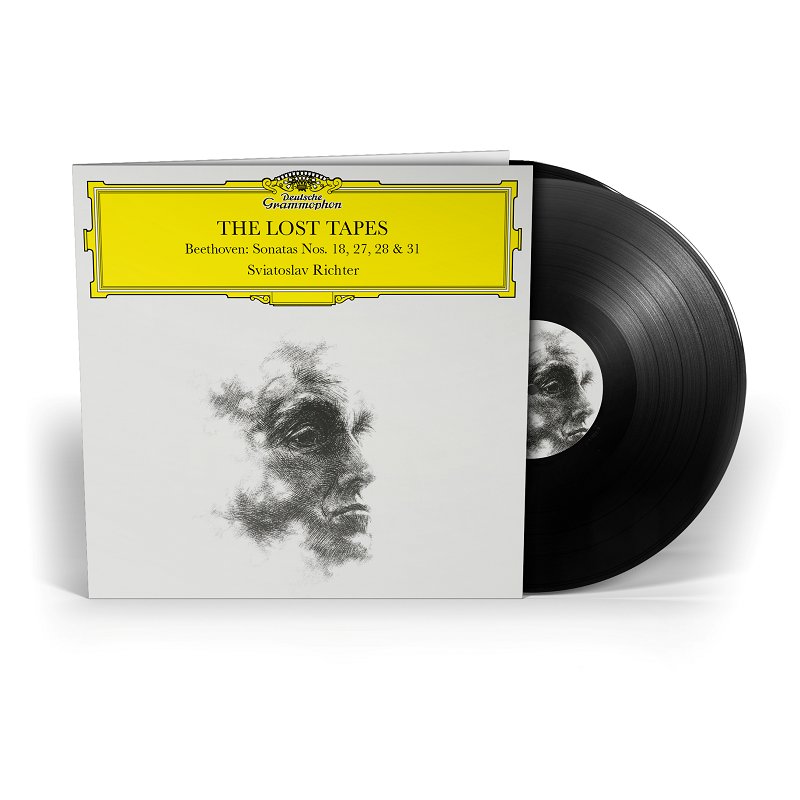 Deutsche
Grammophon
THE LOST TAPES
Beethoven: Sonatas Nos. 18, 27, 28 & 31
Sviatoslav Richter